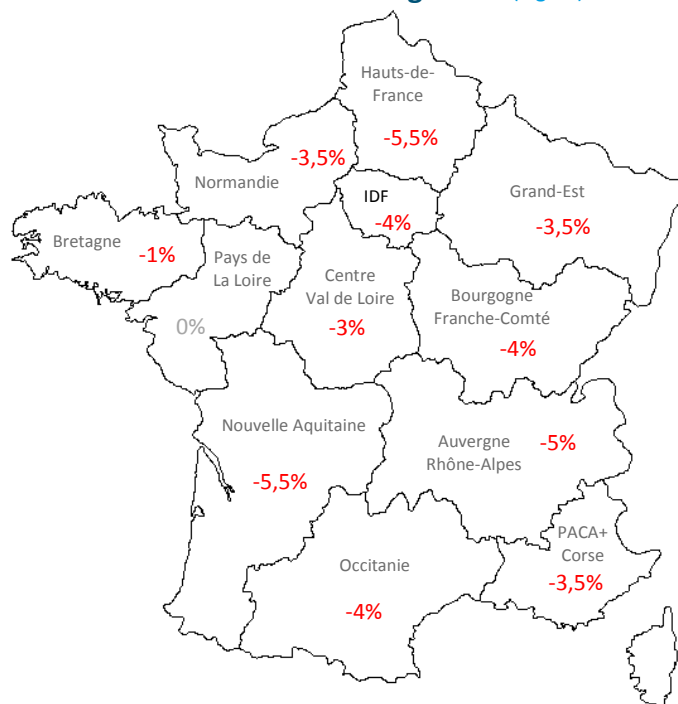 Hauts-de-
France
-5,5%
Normandie
-3,5%
IDF
-4%
Grand-Est
-3,5%
Bretagne
-1%
Pays de
La Loire
0%
Centre
Val de Loire
-3%
Bourgogne
Franche-Comté
-4%
Nouvelle Aquitaine
-5,5%
Auvergne
Rhône-Alpes
-5%
Occitanie
-4%
PACA+
Corse
-3,5%